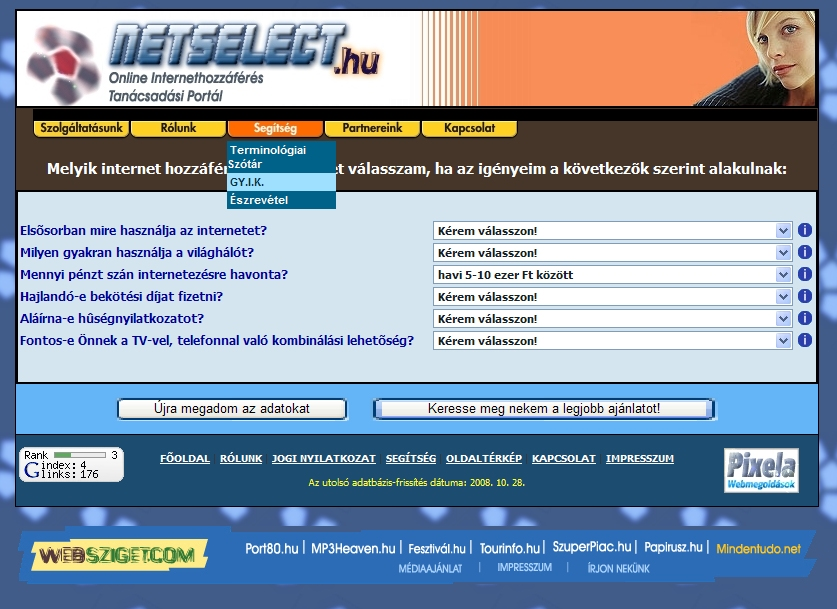 NETSELECT.hu
Online Internethozzáférés
Tanácsadási Portál
Szolgáltatásunk Rólunk Segítség Partnereink Kapcsolat
Terminológiai
Szótár
GY.I.K.
Észrevétel
Melyik internet hozzáfér t válasszam, ha az igényeim a következők szerint alakulnak:
Elsősorban mire használja az internetet? Kérem válasszon!
Milyen gyakran használja a világhálót? Kérem válasszon!
Mennyi pénzt szán internetezésre havonta? havi 5-10 ezer Ft között
Hajlandó-e bekötési díjat fizetni? Kérem válasszon!
Aláírna-e hûségnyilatkozatot? Kérem válasszon!
Fontos-e Önnek a TV-vel, telefonnal való kombinálási lehetőség? Kérem válasszon!
Újra megadom az adatokat Keresse meg nekem a legjobb ajánlatot!
Rank 3
Gindex: 4
links: 176
FŐOLDAL RÓLUNK JOGI NYILATKOZAT SEGÍTSÉG OLDALTÉRKÉP KAPCSOLAT IMPRESSZUM
Az utolsó adatbázis-frissítés dátuma: 2008. 10. 28.
Pixela
Webmegoldások
WEBSZIGET.COM
Port80.hu | MP3Heaven.hu | Fesztivál.hu | Tourinfo.hu | SzuperPiac.hu | Papirusz.hu | Mindentudo.net
MÉDIAAJÁNLAT | IMPRESSZUM | ÍRJON NEKÜNK